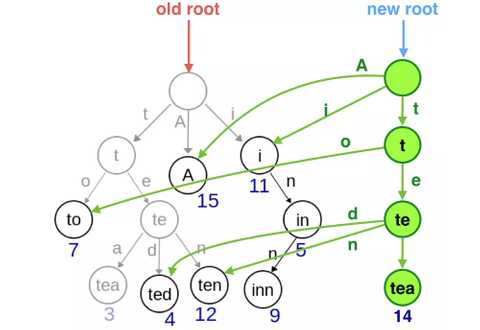 old root
new root
A
t
A
i
i
t
t
A
i
o
t
15
11
o
e
n
e
to
te
in
te
7
5
d
a
d
n
n
n
tea
ted
ten
inn
tea
3
4
12
9
14